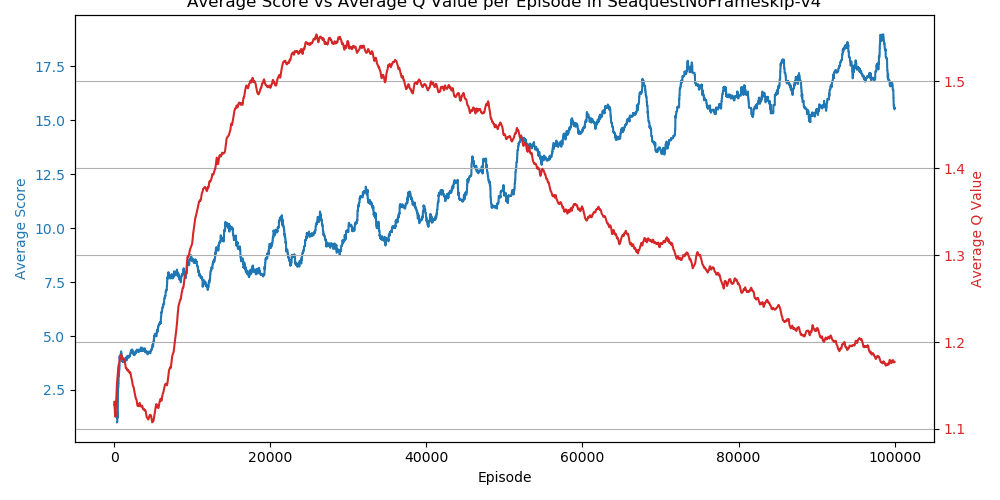 Average Score vs Average Q Value per Episode in SeaquestNoFrameskip-v4
17.5
15.0
12.5
10.0
7.5
5.0
2.5
Average Score
1.5
1.4
1.3
1.2
1.1
Average Q Value
0 20000 40000 60000 80000 100000
Episode